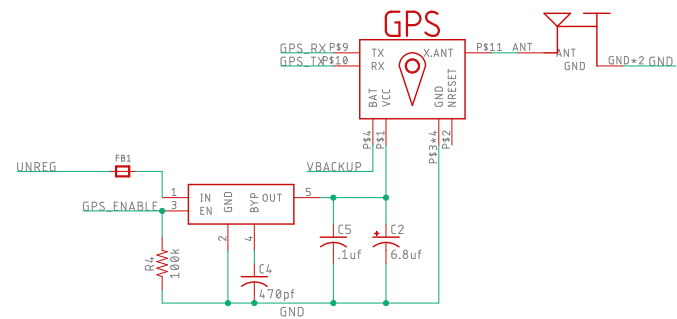 GPS
GPS_RX P$9 TX X.ANT P$11 ANT ANT
GPS_TX P$10 RX GND GND*2 GND
BAT VCC GND NRESET
P$4 P$1 P$3*4 P$2
FB1
UNREG VBACKUP
1 IN GND BYP OUT 5
GPS_ENABLE 3 EN
2 4
C5 C2
.1uf 6.8uf
R4 100k
C4
470pf
GND